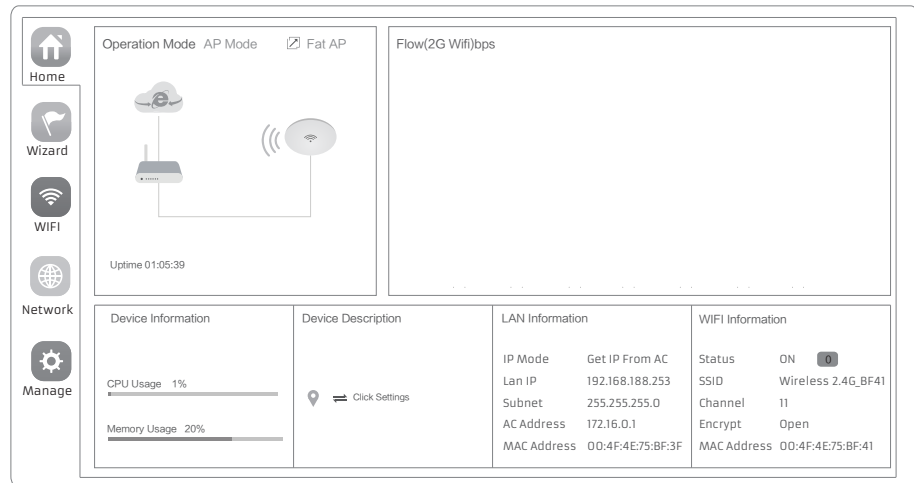 Home
Wizard
WIFI
Network
Manage
Operation Mode AP Mode Fat AP
Uptime 01:05:39
Flow(2G Wifi)bps
Device Information
CPU Usage 1%
Memory Usage 20%
Device Description
Click Settings
LAN Information
IP Mode Get IP From AC
Lan IP 192.168.188.253
Subnet 255.255.255.0
AC Address 172.16.0.1
MAC Address 00:4F:4E:75:BF:3F
WIFI Information
Status ON 0
SSID Wireless 2.4G_BF41
Channel 11
Encrypt Open
MAC Address 00:4F:4E:75:BF:41